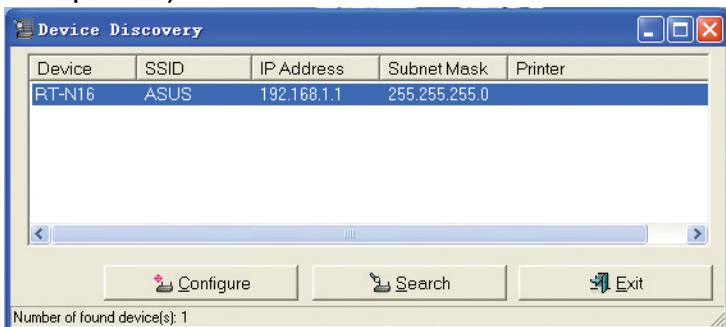 Device Discovery
Device SSID IP Address Subnet Mask Printer
RT-N16 ASUS 192.168.1.1 255.255.255.0
Configure Search Exit
Number of found device(s): 1